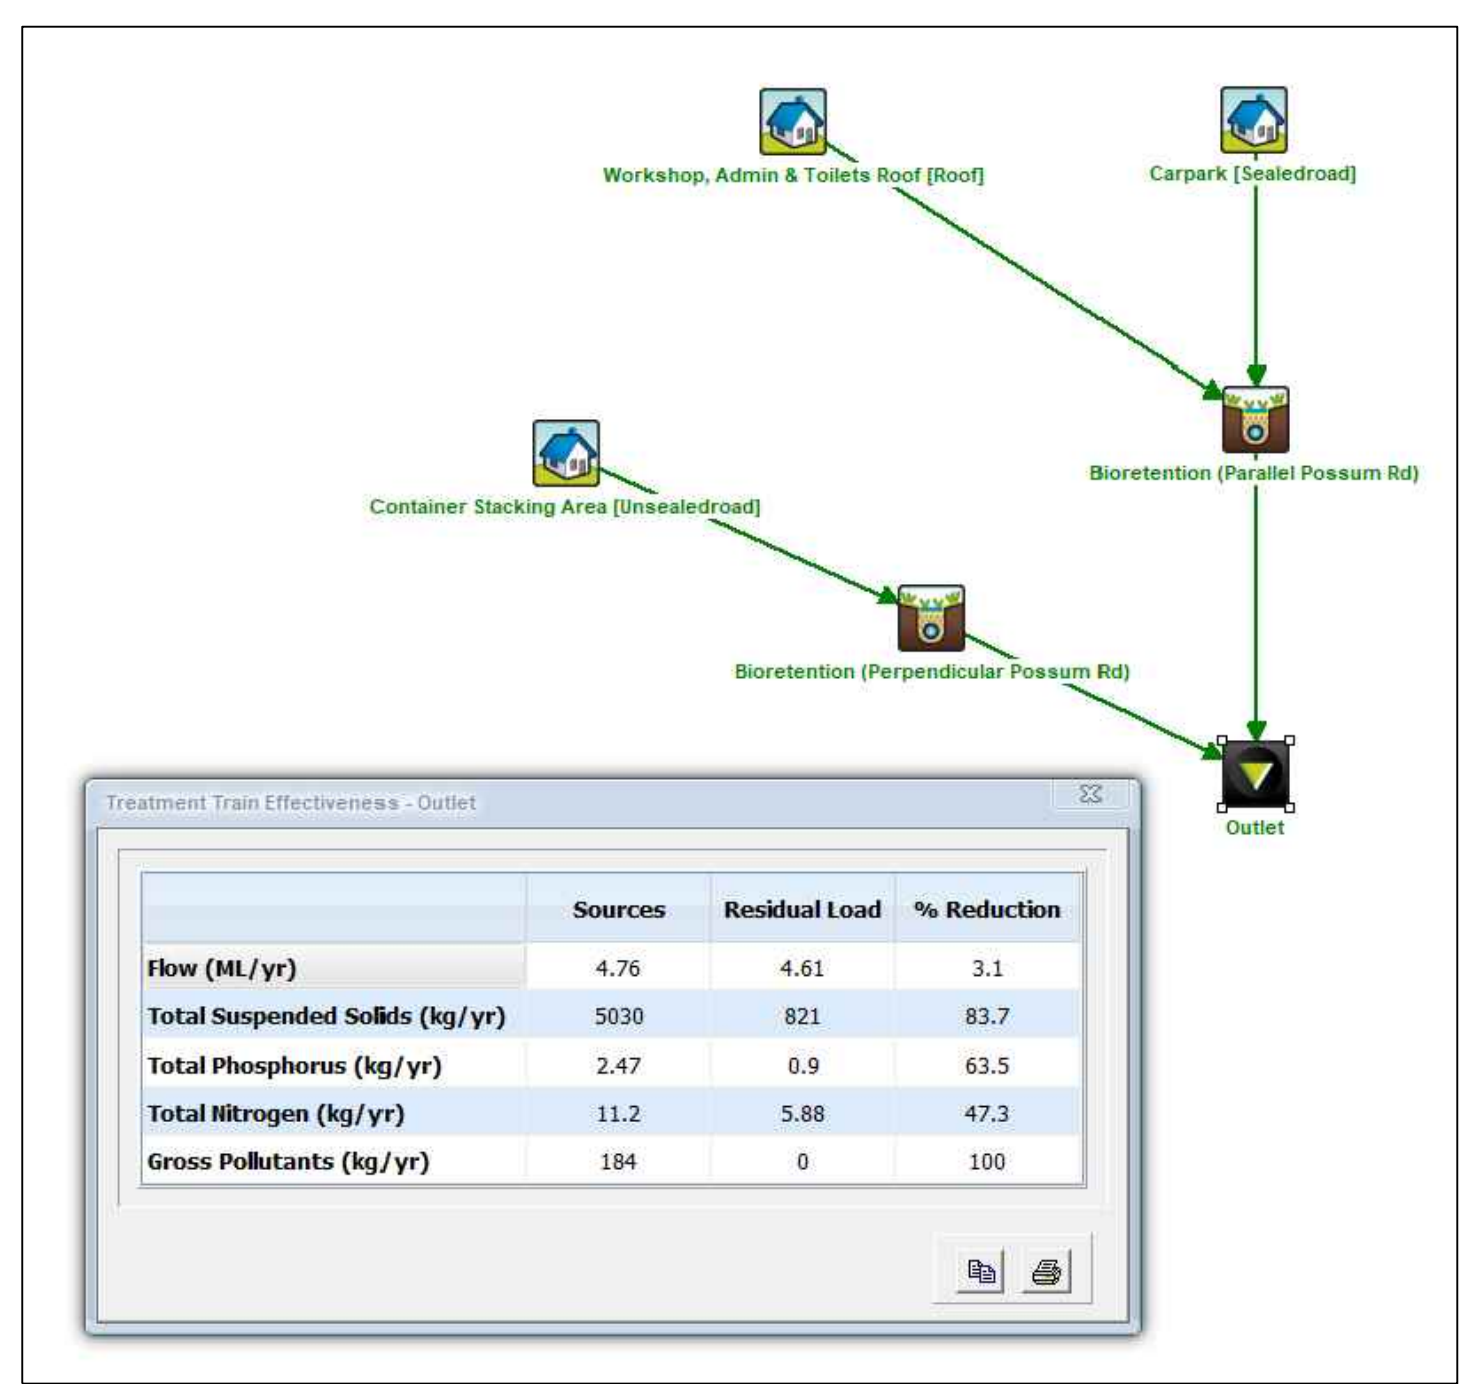 Workshop, Admin & Toilets Roof [Roof]
Carpark [Sealedroad]
Bioretention (Parallel Possum Rd)
Container Stacking Area [Unsealedroad]
Bioretention (Perpendicular Possum Rd)
Outlet
Treatment Train Effectiveness - Outlet
Sources Residual Load % Reduction
Flow (ML/yr) 4.76 4.61 3.1
Total Suspended Solids (kg/yr) 5030 821 83.7
Total Phosphorus (kg/yr) 2.47 0.9 63.5
Total Nitrogen (kg/yr) 11.2 5.88 47.3
Gross Pollutants (kg/yr) 184 0 100